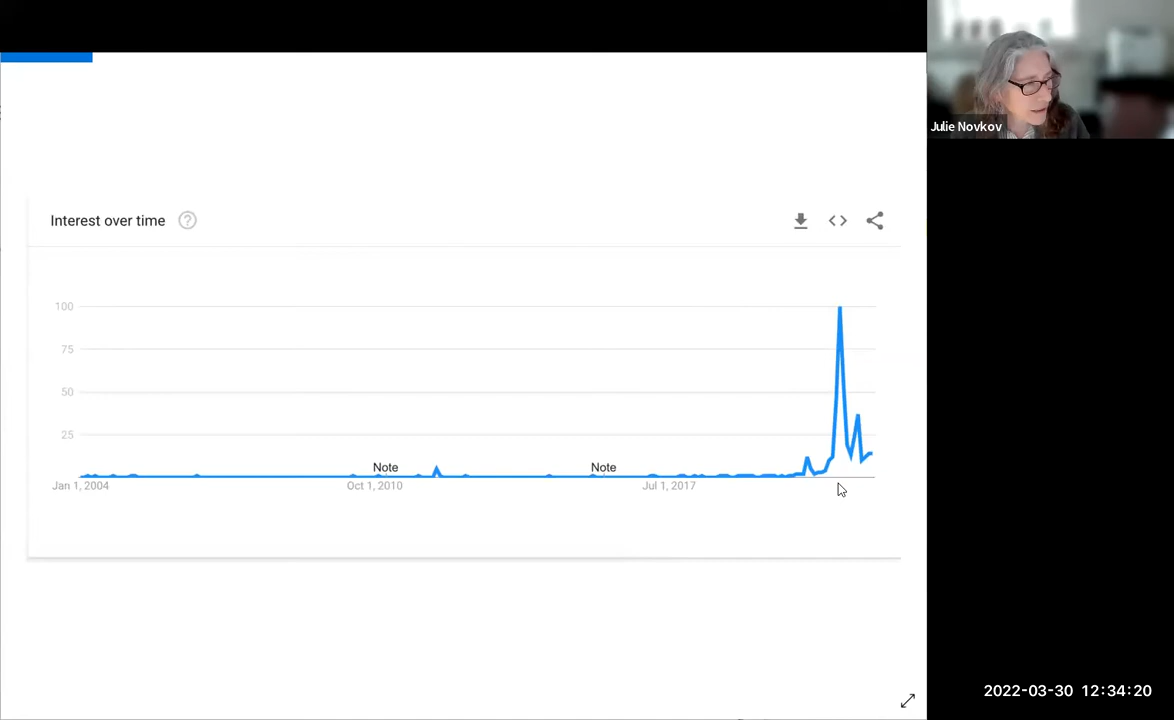 Julie Novkov
Interest over time
100
75
50
25
Note
Note
Jan 1, 2004
Oct 1, 2010
Jul 1, 2017
2022-03-30 12:34:20